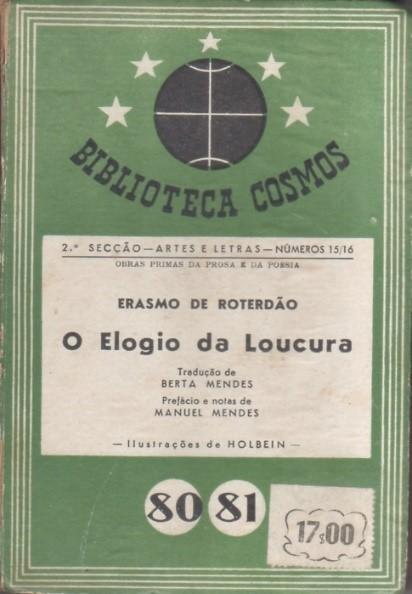 BIBLIOTECA COSMOS
2.ª SECÇÃO—ARTES E LETRAS—NÚMEROS 15/16
OBRAS PRIMAS DA PROSA E DA POESIA
ERASMO DE ROTERDÃO
O Elogio da Loucura
Tradução de
BERTA MENDES
Prefácio e notas de
MANUEL MENDES
—Ilustrações de HOLBEIN—
80 81
17$00